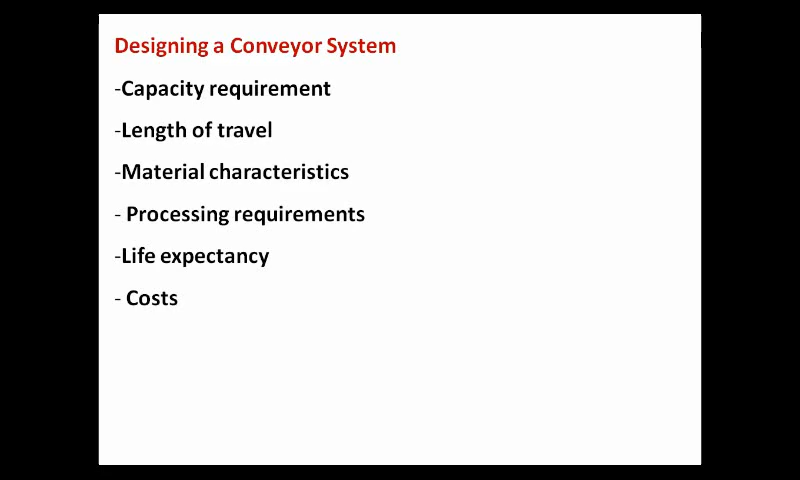 Designing a Conveyor System
-Capacity requirement
-Length of travel
-Material characteristics
- Processing requirements
-Life expectancy
- Costs